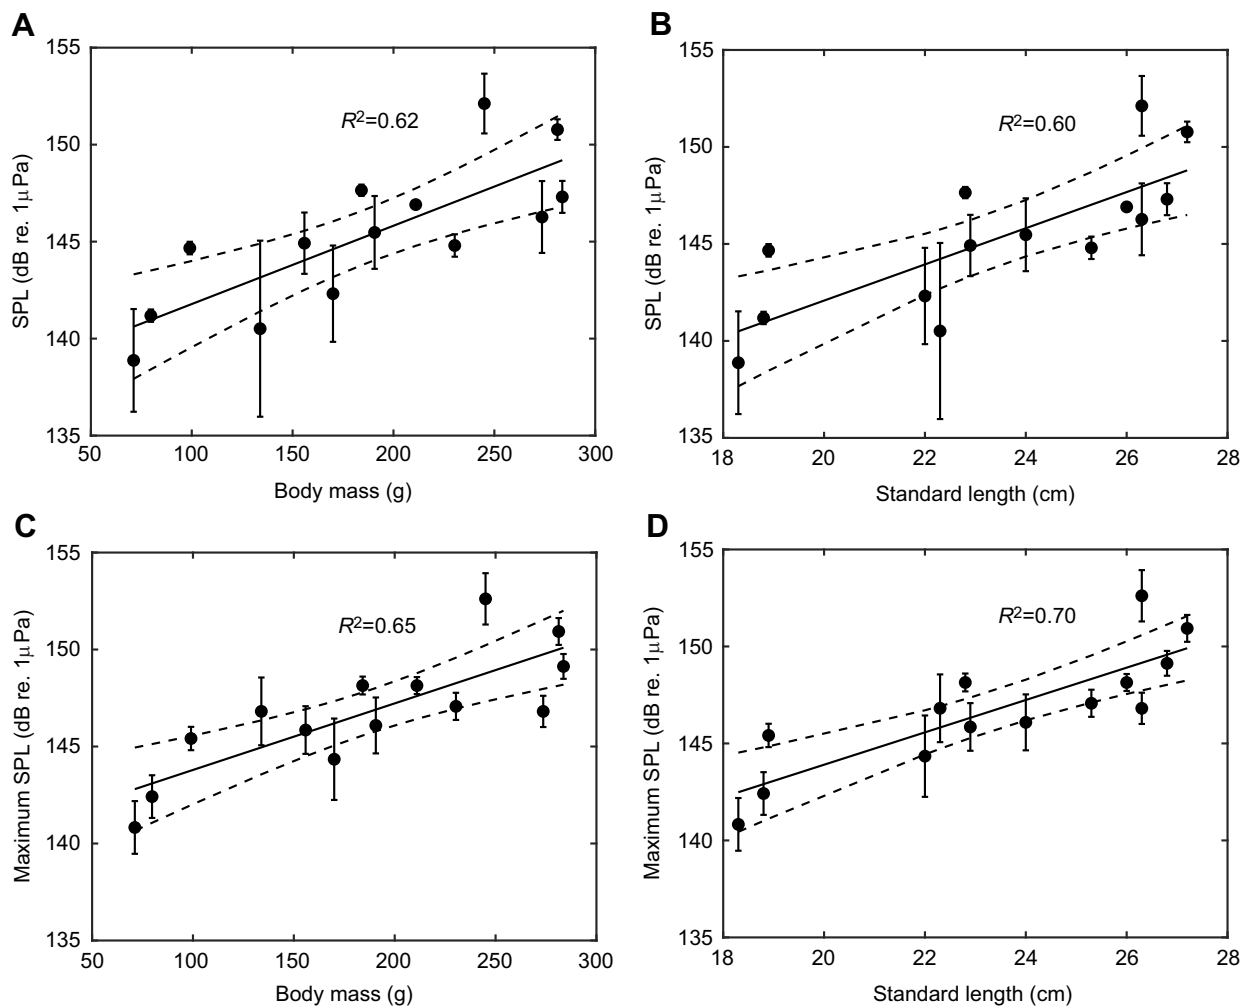 A
155
150
145
140
135
SPL (dB re. 1μPa)
R²=0.62
50
100
150
200
250
300
Body mass (g)
B
155
150
145
140
135
SPL (dB re. 1μPa)
R²=0.60
18
20
22
24
26
28
Standard length (cm)
C
155
150
145
140
135
Maximum SPL (dB re. 1μPa)
R²=0.65
50
100
150
200
250
300
Body mass (g)
D
155
150
145
140
135
Maximum SPL (dB re. 1μPa)
R²=0.70
18
20
22
24
26
28
Standard length (cm)